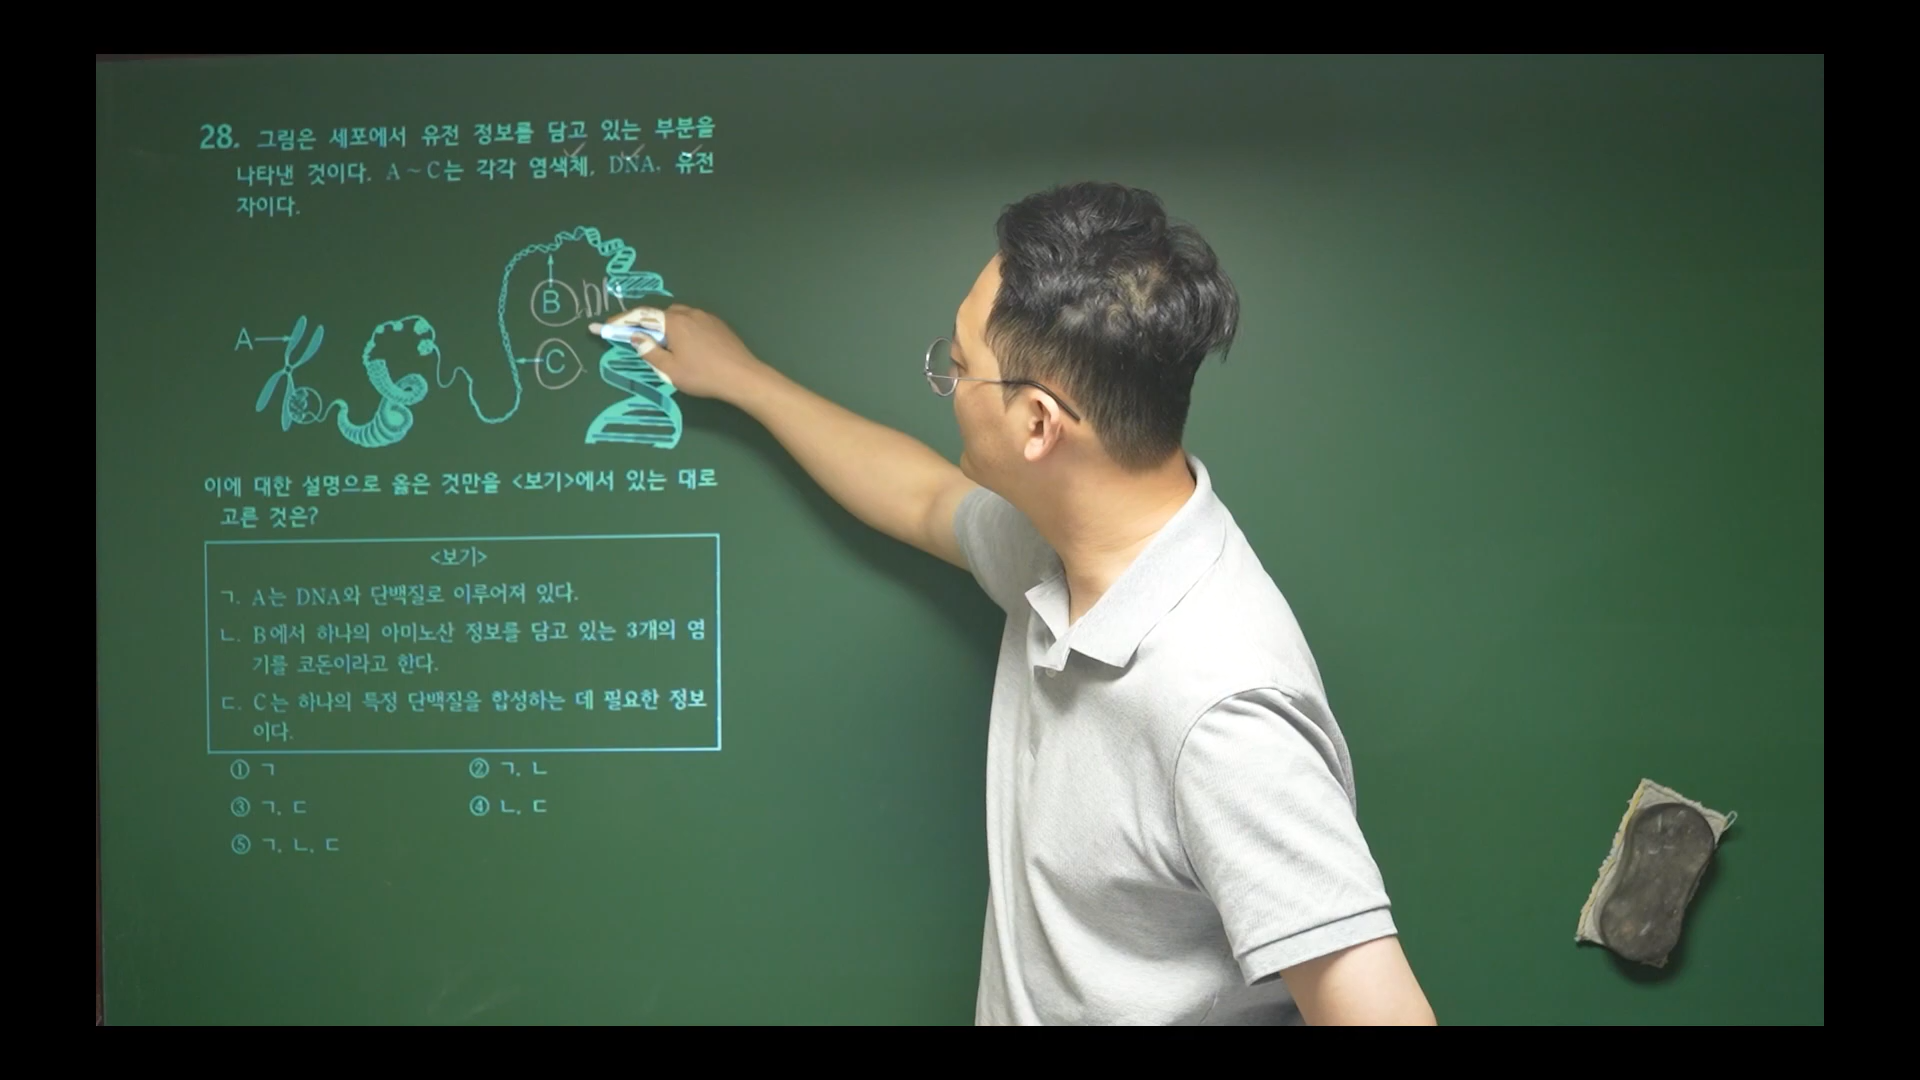 28. 그림은 세포에서 유전 정보를 담고 있는 부분을
나타낸 것이다. A~C는 각각 염색체, DNA, 유전
자이다.
B
A
C
이에 대한 설명으로 옳은 것만을 <보기>에서 있는 대로
고른 것은?
<보기>
ㄱ. A는 DNA와 단백질로 이루어져 있다.
ㄴ. B에서 하나의 아미노산 정보를 담고 있는 3개의 염
기를 코돈이라고 한다.
ㄷ. C는 하나의 특정 단백질을 합성하는 데 필요한 정보
이다.
① ㄱ ② ㄱ, ㄴ
③ ㄱ, ㄷ ④ ㄴ, ㄷ
⑤ ㄱ, ㄴ, ㄷ